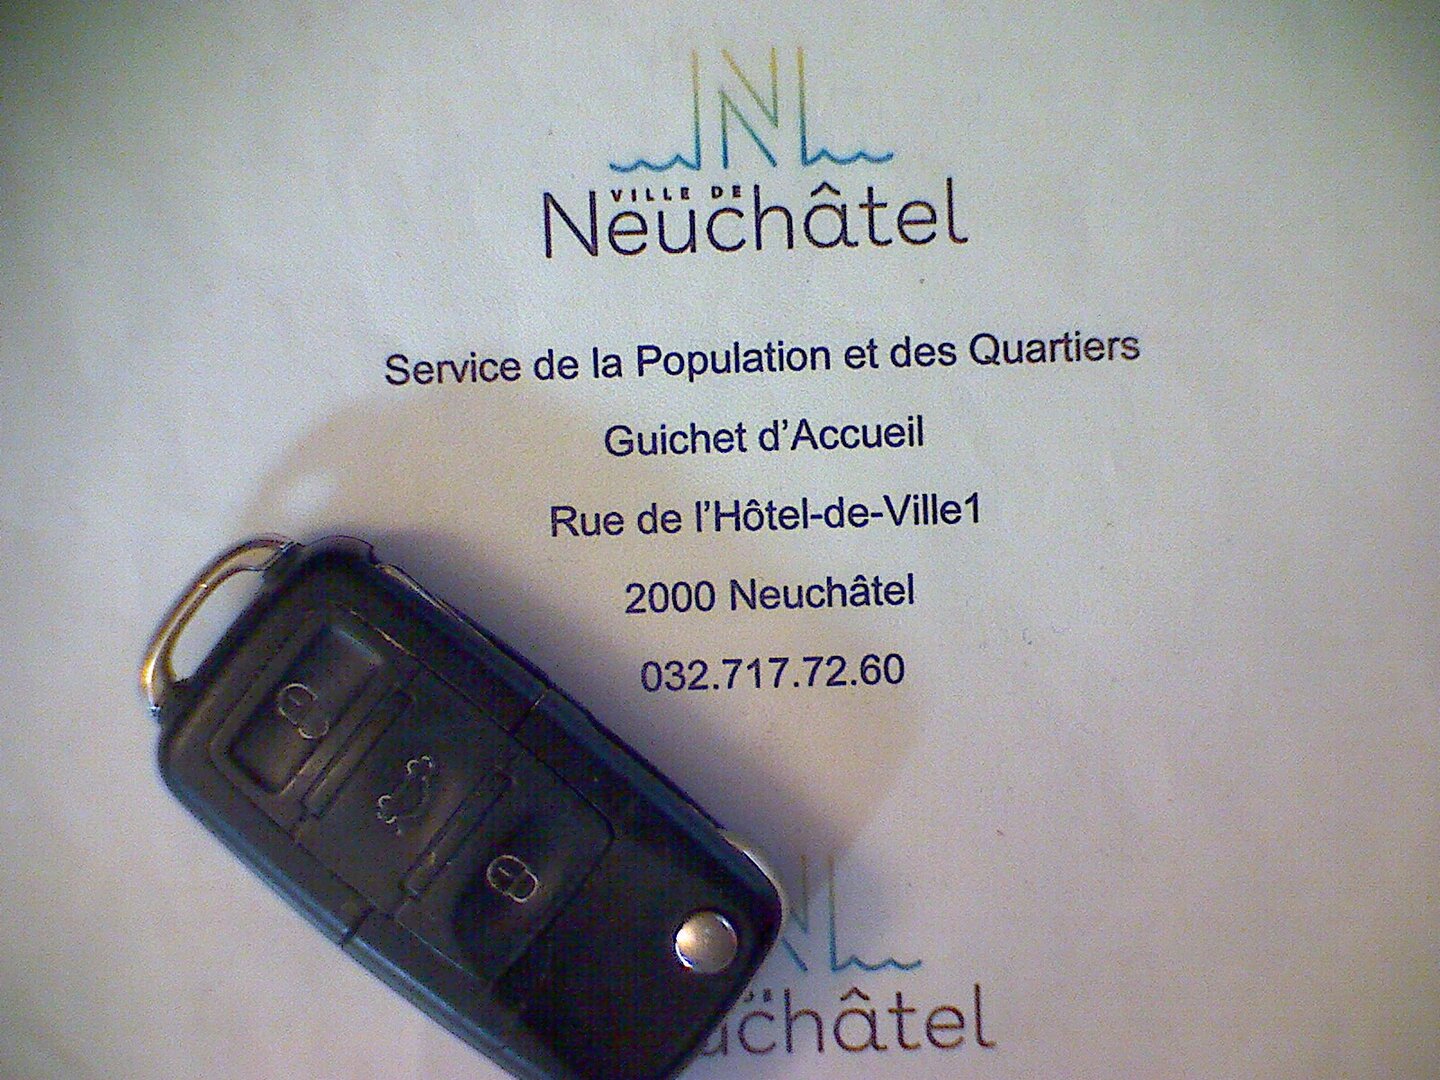 VILLE DE
Neuchâtel
Service de la Population et des Quartiers
Guichet d'Accueil
Rue de l'Hôtel-de-Ville1
2000 Neuchâtel
032.717.72.60